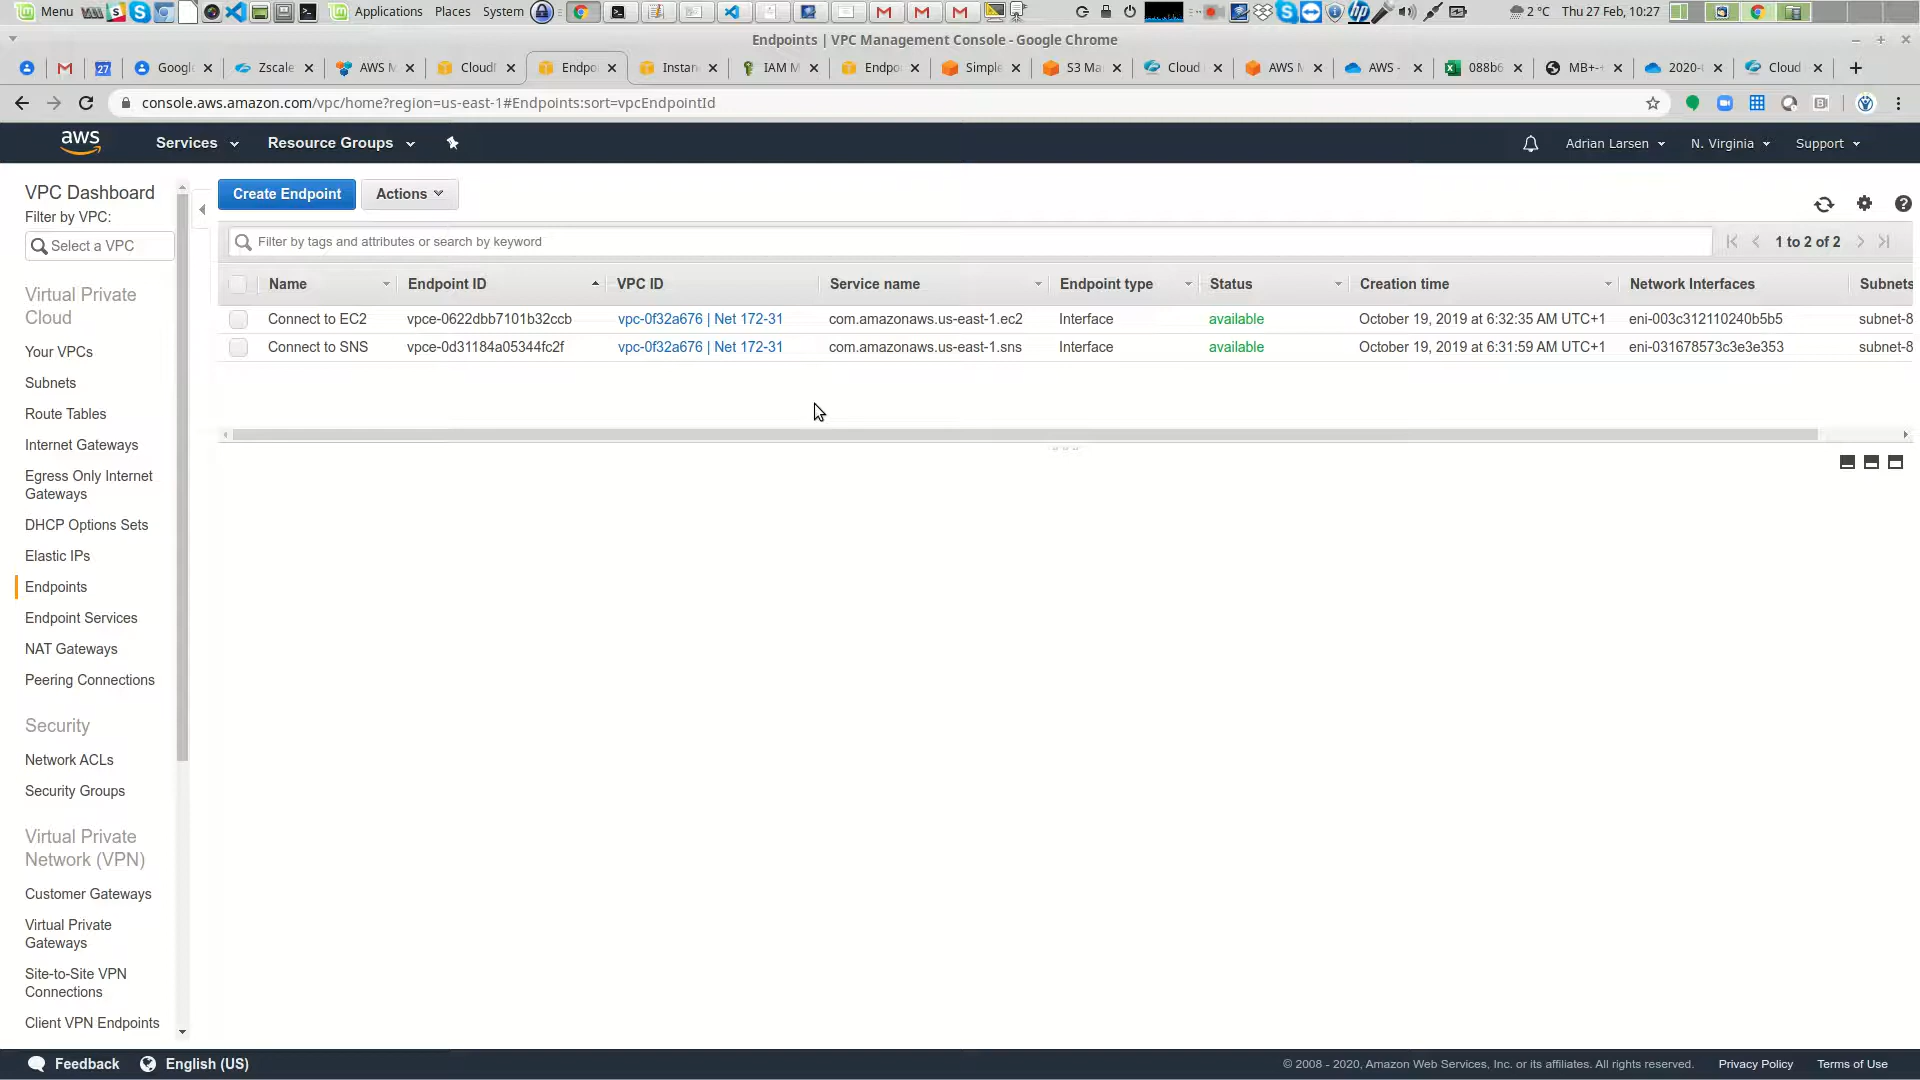 Menu
Applications Places System
2 °C Thu 27 Feb, 10:27
Endpoints | VPC Management Console - Google Chrome
27 Googl Zscale AWS M Cloudf Endpo Instan IAM M Endpo Simple S3 Ma Cloud AWS M AWS - 088b6 MB+-+ 2020- Cloud
console.aws.amazon.com/vpc/home?region=us-east-1#Endpoints:sort=vpcEndpointId
aws Services Resource Groups Adrian Larsen N. Virginia Support
VPC Dashboard
Filter by VPC:
Select a VPC
Virtual Private
Cloud
Your VPCs
Subnets
Route Tables
Internet Gateways
Egress Only Internet
Gateways
DHCP Options Sets
Elastic IPs
Endpoints
Endpoint Services
NAT Gateways
Peering Connections
Security
Network ACLs
Security Groups
Virtual Private
Network (VPN)
Customer Gateways
Virtual Private
Gateways
Site-to-Site VPN
Connections
Client VPN Endpoints
Create Endpoint Actions
Filter by tags and attributes or search by keyword
1 to 2 of 2
Name Endpoint ID VPC ID Service name Endpoint type Status Creation time Network Interfaces Subnets
Connect to EC2 vpce-0622dbb7101b32ccb vpc-0f32a676 | Net 172-31 com.amazonaws.us-east-1.ec2 Interface available October 19, 2019 at 6:32:35 AM UTC+1 eni-003c312110240b5b5 subnet-8
Connect to SNS vpce-0d31184a05344fc2f vpc-0f32a676 | Net 172-31 com.amazonaws.us-east-1.sns Interface available October 19, 2019 at 6:31:59 AM UTC+1 eni-031678573c3e3e353 subnet-8
Feedback English (US)
© 2008 - 2020, Amazon Web Services, Inc. or its affiliates. All rights reserved. Privacy Policy Terms of Use